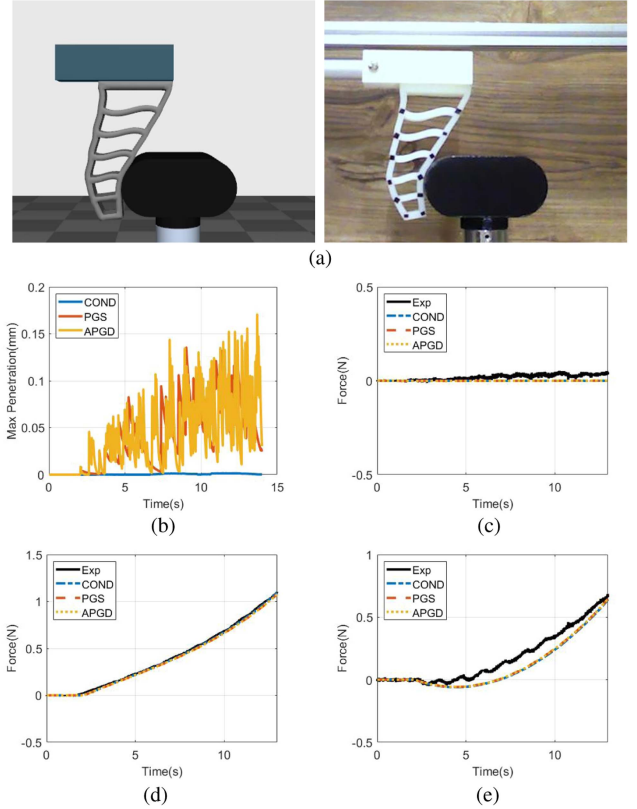 (a)
0.2
0.15
0.1
0.05
0
Max Penetration(mm)
COND
PGS
APGD
0 5 10 15
Time(s)
(b)
0.5
0
-0.5
Force(N)
Exp
COND
PGS
APGD
0 5 10
Time(s)
(c)
1.5
1
0.5
0
-0.5
Force(N)
Exp
COND
PGS
APGD
0 5 10
Time(s)
(d)
1
0.5
0
-0.5
Force(N)
Exp
COND
PGS
APGD
0 5 10
Time(s)
(e)